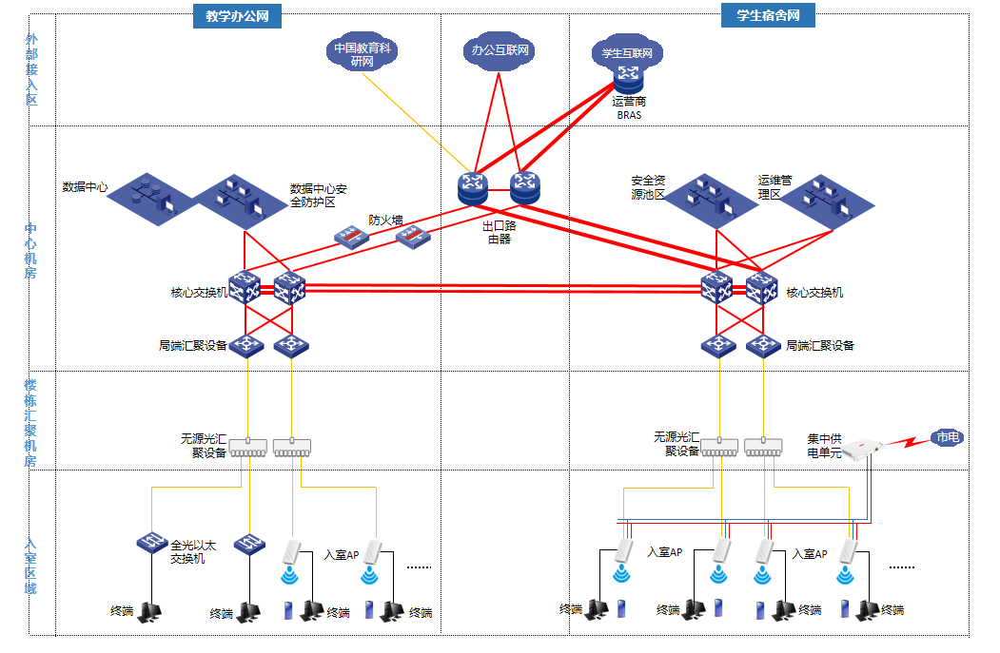 教学办公网
学生宿舍网
外部接入区
中国教育科
研网
办公互联网
学生互联网
运营商
BRAS
中心机房
数据中心
数据中心安
全防护区
防火墙
出口路
由器
安全资
源池区
运维管
理区
核心交换机
核心交换机
局端汇聚设备
局端汇聚设备
楼栋汇聚机房
无源光汇
聚设备
无源光汇
聚设备
集中供
电单元
市电
入室区域
全光以太
交换机
入室AP
......
入室AP
入室AP
......
终端
终端
终端
终端
终端
终端
终端
终端